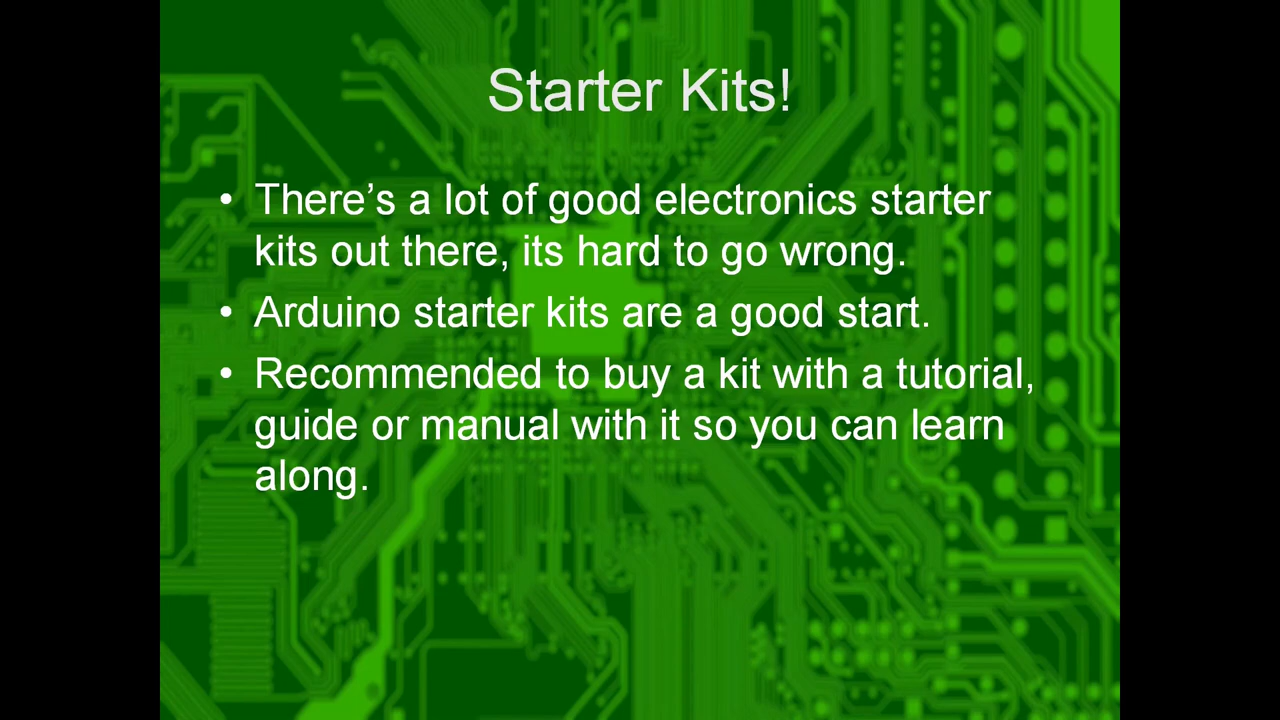 Starter Kits!
• There’s a lot of good electronics starter
kits out there, its hard to go wrong.
• Arduino starter kits are a good start.
• Recommended to buy a kit with a tutorial,
guide or manual with it so you can learn
along.